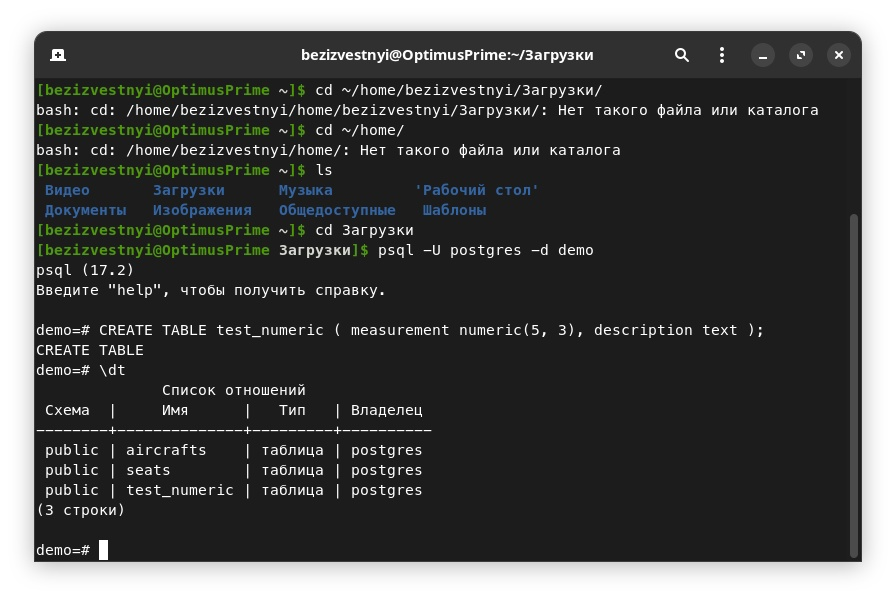 bezizvestnyi@OptimusPrime:~/Загрузки
[bezizvestnyi@OptimusPrime ~]$ cd ~/home/bezizvestnyi/Загрузки/
bash: cd: /home/bezizvestnyi/home/bezizvestnyi/Загрузки/: Нет такого файла или каталога
[bezizvestnyi@OptimusPrime ~]$ cd ~/home/
bash: cd: /home/bezizvestnyi/home/: Нет такого файла или каталога
[bezizvestnyi@OptimusPrime ~]$ ls
 Видео       Загрузки      Музыка         'Рабочий стол'
 Документы   Изображения   Общедоступные   Шаблоны
[bezizvestnyi@OptimusPrime ~]$ cd Загрузки
[bezizvestnyi@OptimusPrime Загрузки]$ psql -U postgres -d demo
psql (17.2)
Введите "help", чтобы получить справку.
demo=# CREATE TABLE test_numeric ( measurement numeric(5, 3), description text );
CREATE TABLE
demo=# \dt
              Список отношений
 Схема  |     Имя      |   Тип   | Владелец
--------+--------------+---------+----------
 public | aircrafts    | таблица | postgres
 public | seats        | таблица | postgres
 public | test_numeric | таблица | postgres
(3 строки)
demo=#